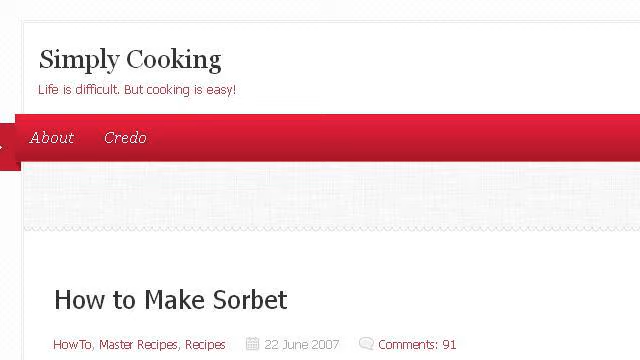 Simply Cooking
Life is difficult. But cooking is easy!
About Credo
How to Make Sorbet
HowTo, Master Recipes, Recipes 22 June 2007 Comments: 91